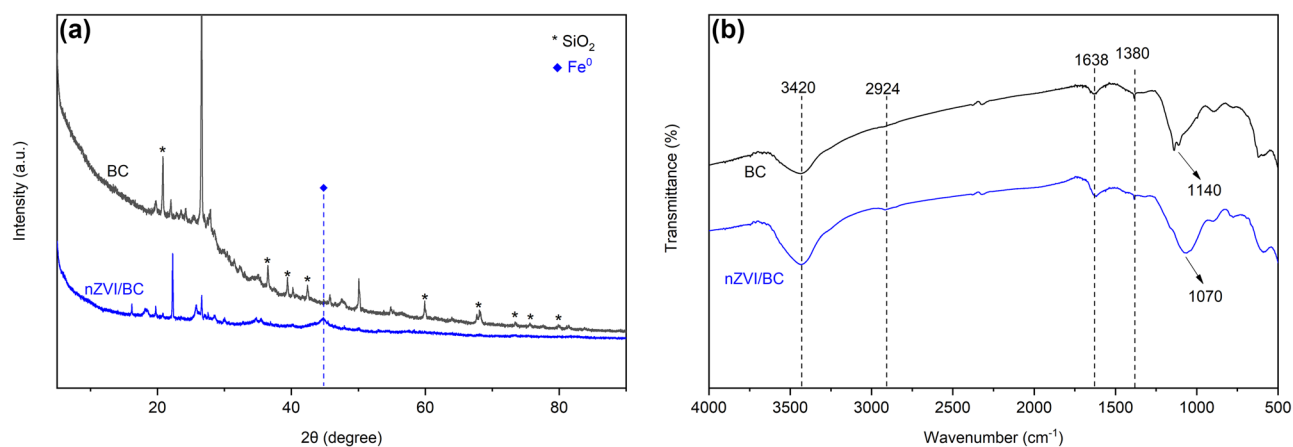 (a)
* SiO₂
◆ Fe⁰
*
BC
* * * * * * * *
nZVI/BC
Intensity (a.u.)
20 40 60 80
2θ (degree)
(b)
3420 2924 1638 1380
BC
1140
nZVI/BC
1070
Transmittance (%)
4000 3500 3000 2500 2000 1500 1000 500
Wavenumber (cm⁻¹)